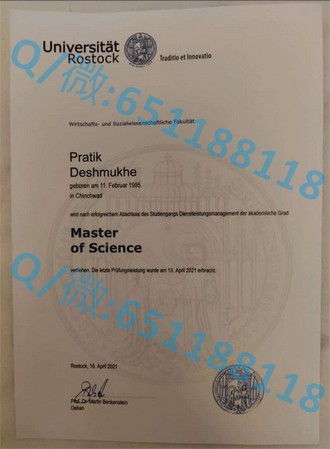 Universität
Rostock
Traditio et Innovatio
Q/微:651188118
Wirtschafts- und Sozialwissenschaftliche Fakultät
Pratik
Deshmukhe
geboren am 11. Februar 1995
in Chinchwad
Q/微:651188118
wird nach erfolgreichem Abschluss des Studiengangs Dienstleistungsmanagement der akademische Grad
Master
of Science
verliehen. Die letzte Prüfungsleistung wurde am 13. April 2021 erbracht.
Q/微:651188118
Rostock, 16. April 2021
Prof. Dr. Martin Benkenstein
Dekan